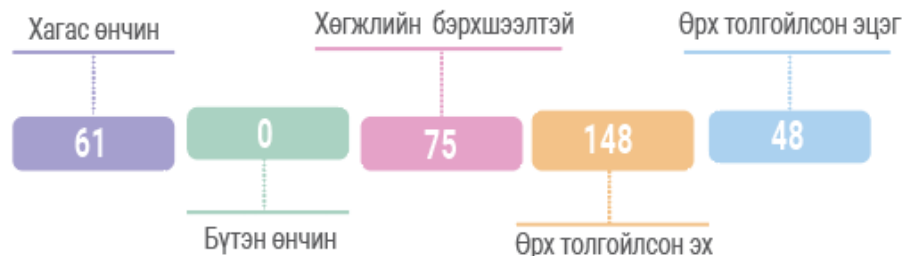 Хагас өнчин
Хөгжлийн бэрхшээлтэй
Өрх толгойлсон эцэг
61
0
75
148
48
Бүтэн өнчин
Өрх толгойлсон эх